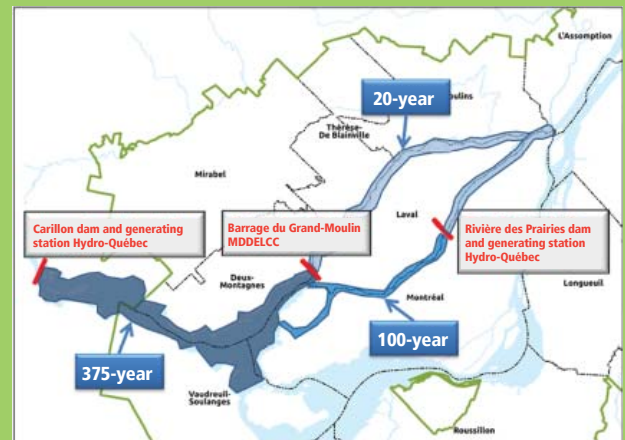 L'Assomption
20-year
oulins
Thérèse-
De Blainville
Mirabel
Carillon dam and generating
station Hydro-Québec
Barrage du Grand-Moulin
MDDELCC
Laval
Rivière des Prairies dam
and generating station
Hydro-Québec
Deux-
Montagnes
Longueuil
Montréal
100-year
375-year
Vaudreuil-
Soulanges
Roussillon